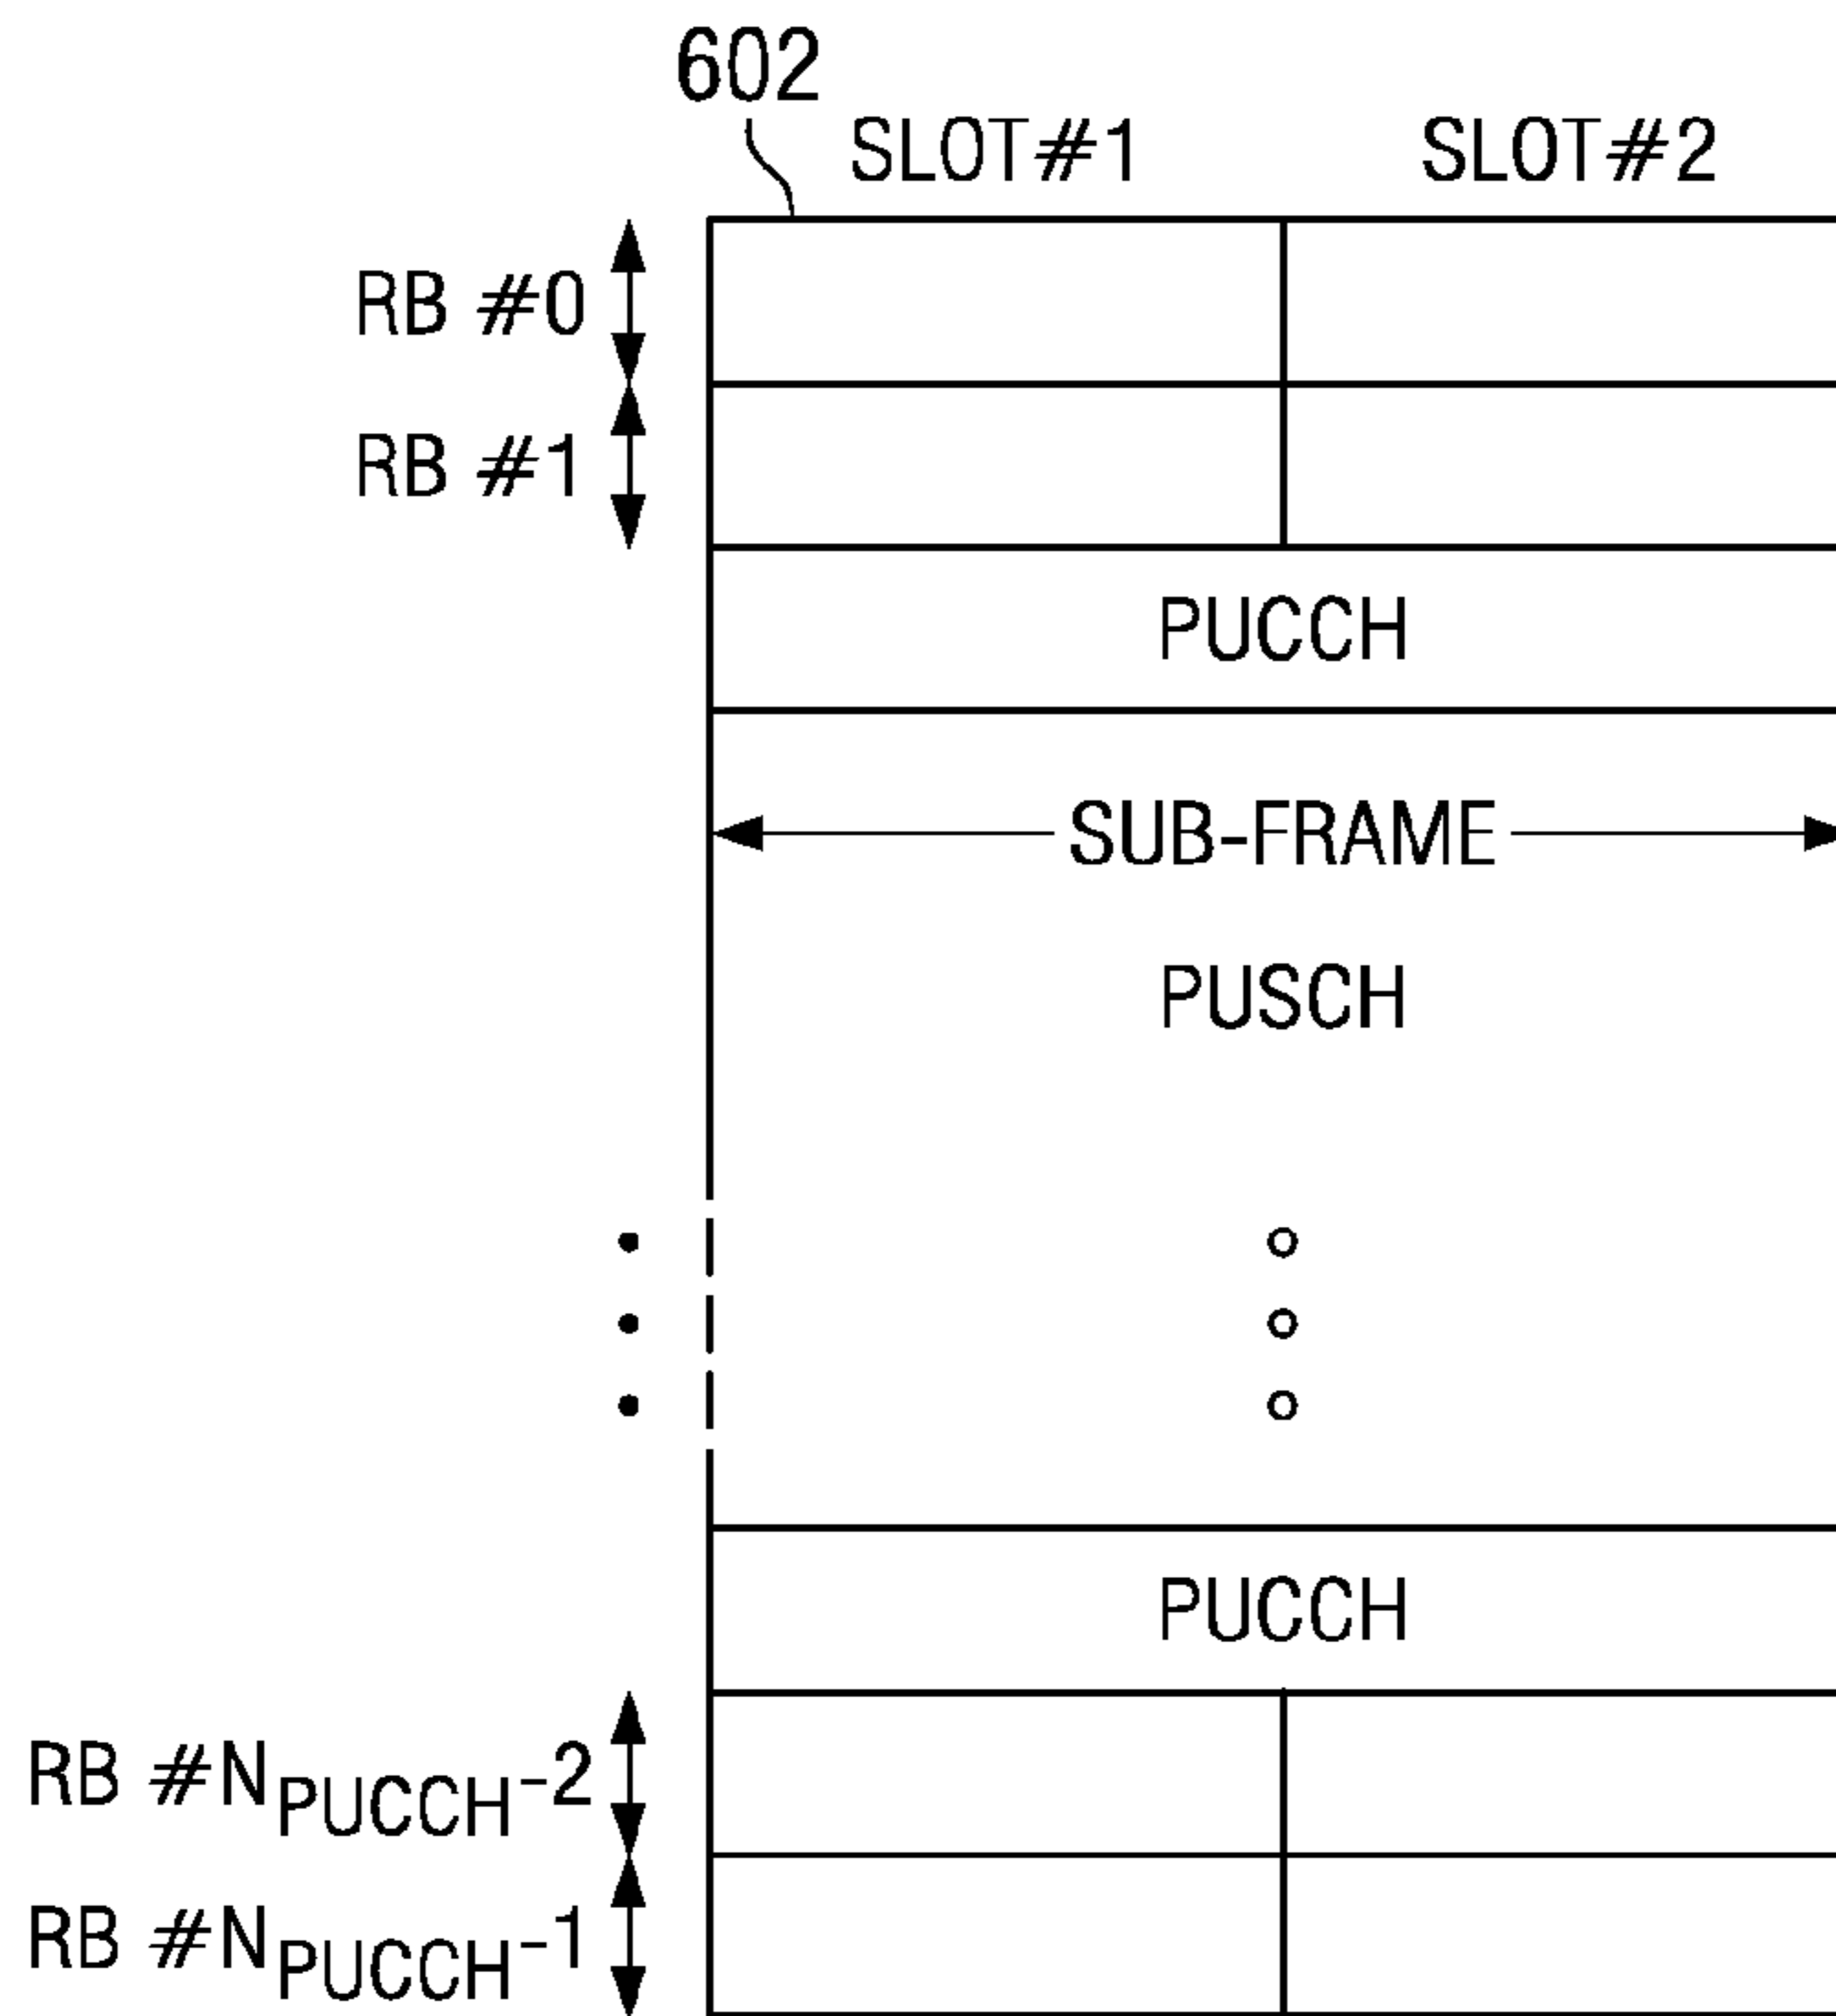 602
SLOT#1 SLOT#2
RB #0
RB #1
PUCCH
SUB-FRAME
PUSCH
PUCCH
RB #NPUCCH-2
RB #NPUCCH-1